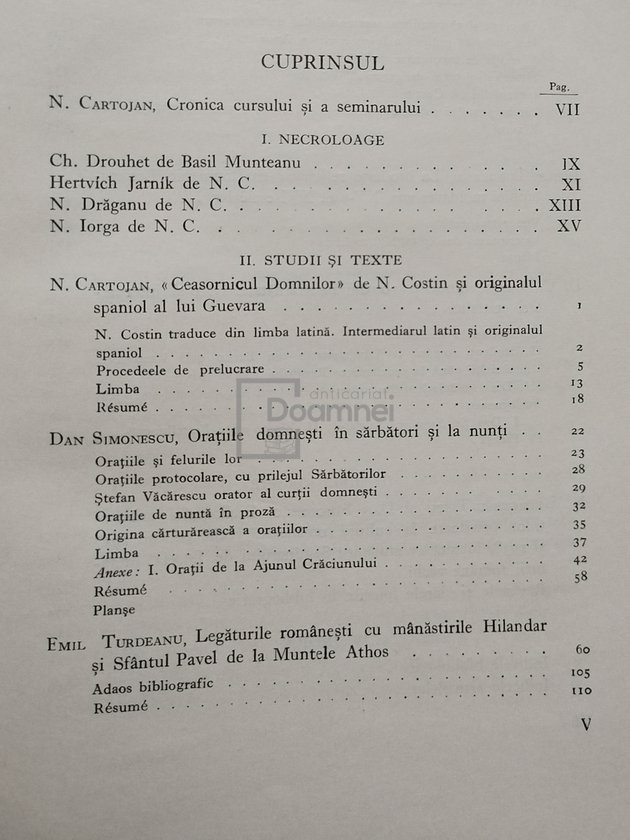 CUPRINSUL
Pag.
N. CARTOJAN, Cronica cursului și a seminarului . . . . . . . VII
I. NECROLOAGE
Ch. Drouhet de Basil Munteanu . . . . . . . . . . . . . IX
Hertvích Jarník de N. C. . . . . . . . . . . . . . . . XI
N. Drăganu de N. C. . . . . . . . . . . . . . . . . XIII
N. Iorga de N. C. . . . . . . . . . . . . . . . . . XV
II. STUDII ȘI TEXTE
N. CARTOJAN, «Ceasornicul Domnilor» de N. Costin și originalul
spaniol al lui Guevara . . . . . . . . . . . . . . 1
N. Costin traduce din limba latină. Intermediarul latin și originalul
spaniol . . . . . . . . . . . . . . . . . . . . . 2
Procedeele de prelucrare . . . . . . . . . . . . . . . 5
Limba . . . . . . . . . . . . . . . . . . . . . 13
Résumé . . . . . . . . . . . . . . . . . . . . . 18
anticariat
Doamnei
DAN SIMONESCU, Orațiile domnești în sărbători și la nunți . . 22
Orațiile și felurile lor . . . . . . . . . . . . . . . . 23
Orațiile protocolare, cu prilejul Sărbătorilor . . . . . . . . 28
Ștefan Văcărescu orator al curții domnești . . . . . . . . . 29
Orațiile de nuntă în proză . . . . . . . . . . . . . . 32
Origina cărturărească a orațiilor . . . . . . . . . . . . 35
Limba . . . . . . . . . . . . . . . . . . . . . 37
Anexe: I. Orații de la Ajunul Crăciunului . . . . . . . . . 42
Résumé . . . . . . . . . . . . . . . . . . . . . 58
Planșe
EMIL TURDEANU, Legăturile românești cu mânăstirile Hilandar
și Sfântul Pavel de la Muntele Athos . . . . . . . . 60
Adaos bibliografic . . . . . . . . . . . . . . . . . 105
Résumé . . . . . . . . . . . . . . . . . . . . . 110
V